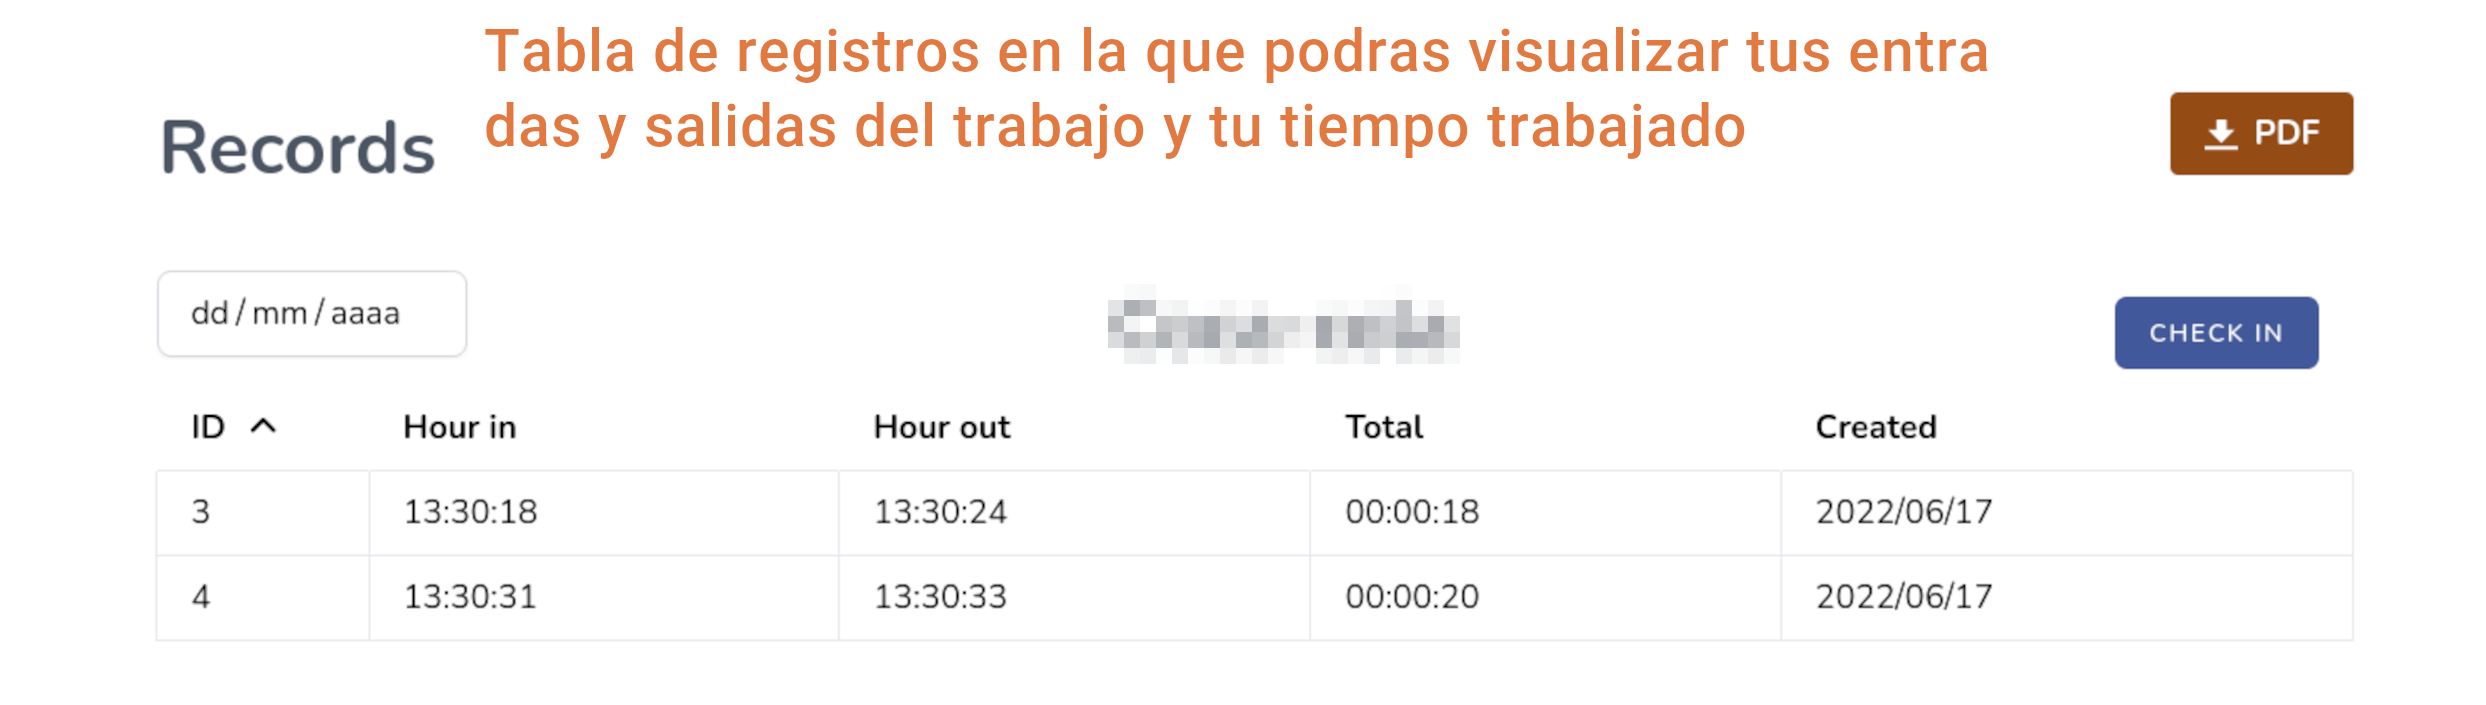 Tabla de registros en la que podras visualizar tus entra
das y salidas del trabajo y tu tiempo trabajado
Records
PDF
dd/mm/aaaa
CHECK IN
ID Hour in Hour out Total Created
3 13:30:18 13:30:24 00:00:18 2022/06/17
4 13:30:31 13:30:33 00:00:20 2022/06/17